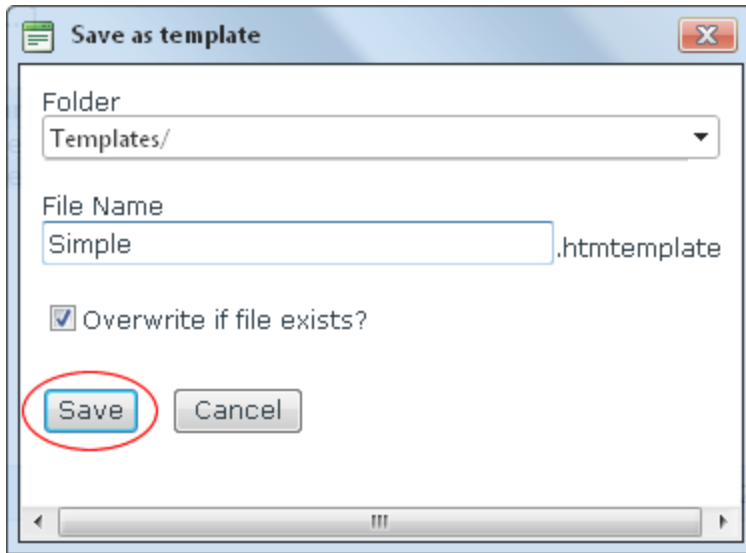 Save as template
Folder
Templates/
File Name
Simple
.htmtemplate
Overwrite if file exists?
Save Cancel